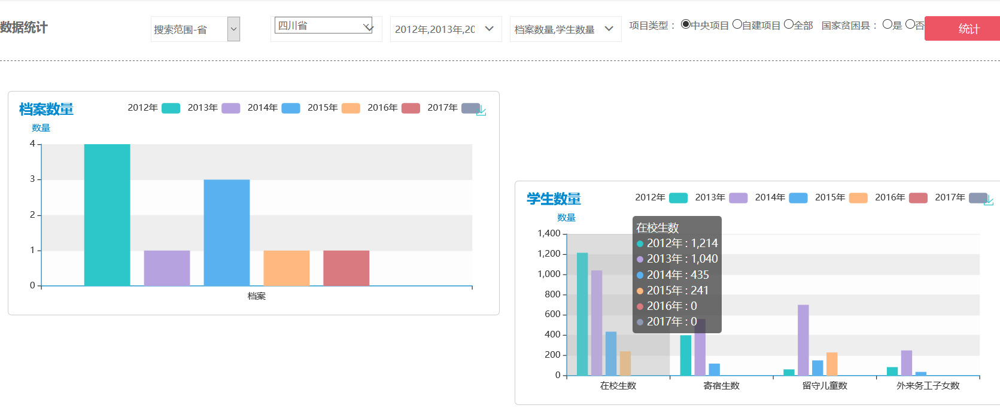 数据统计
搜索范围-省
四川省
2012年,2013年,20
档案数量,学生数量
项目类型： 中央项目 自建项目 全部
国家贫困县： 是 否
统计
档案数量
2012年 2013年 2014年 2015年 2016年 2017年
数量
4
3
2
1
0
档案
学生数量
2012年 2013年 2014年 2015年 2016年 2017年
数量
1,400
1,200
1,000
800
600
400
200
0
在校生数
2012年 : 1,214
2013年 : 1,040
2014年 : 435
2015年 : 241
2016年 : 0
2017年 : 0
在校生数 寄宿生数 留守儿童数 外来务工子女数